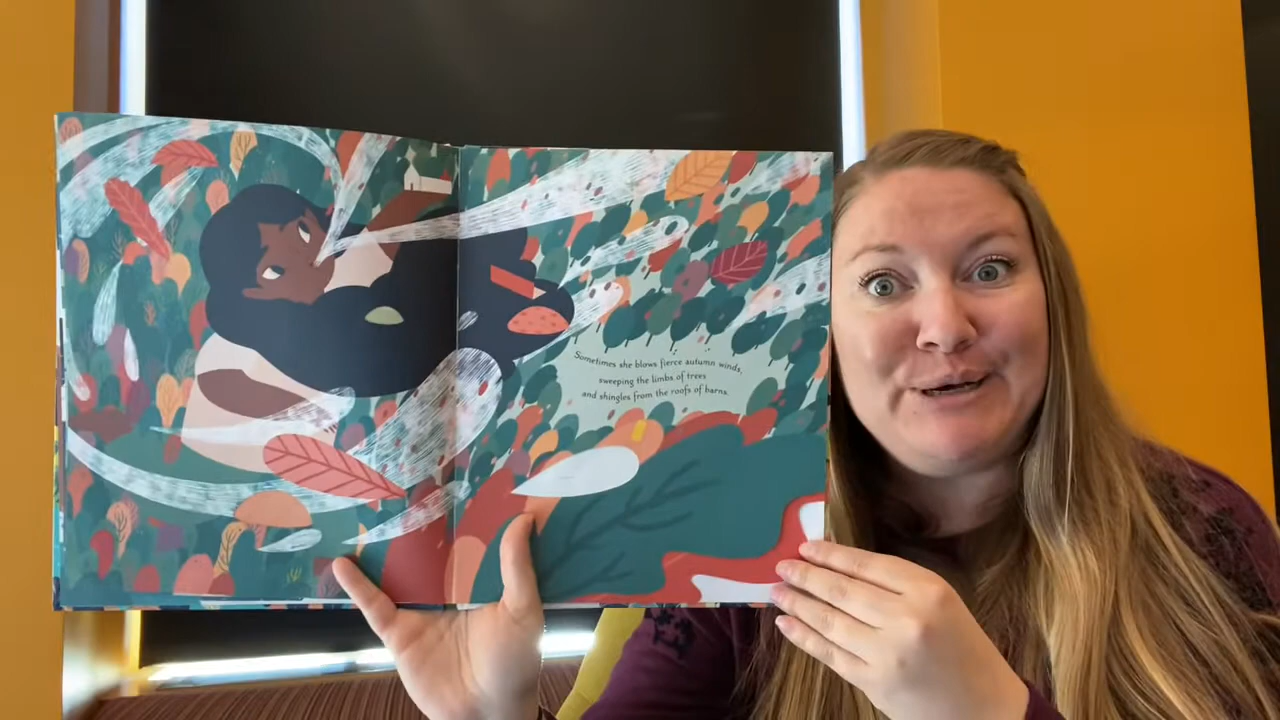 Sometimes she blows fierce autumn winds,
sweeping the limbs of trees
and shingles from the roofs of barns.